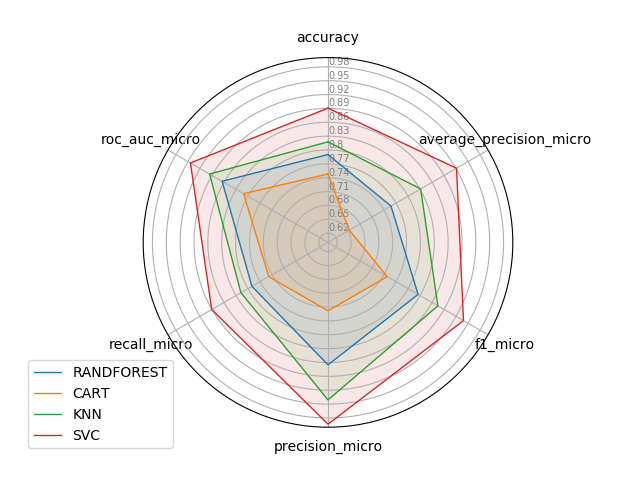 accuracy
0.98
0.95
0.92
0.89
0.86
0.83
0.8
0.77
0.74
0.71
0.68
0.65
0.62
roc_auc_micro
average_precision_micro
recall_micro
f1_micro
precision_micro
RANDFOREST
CART
KNN
SVC